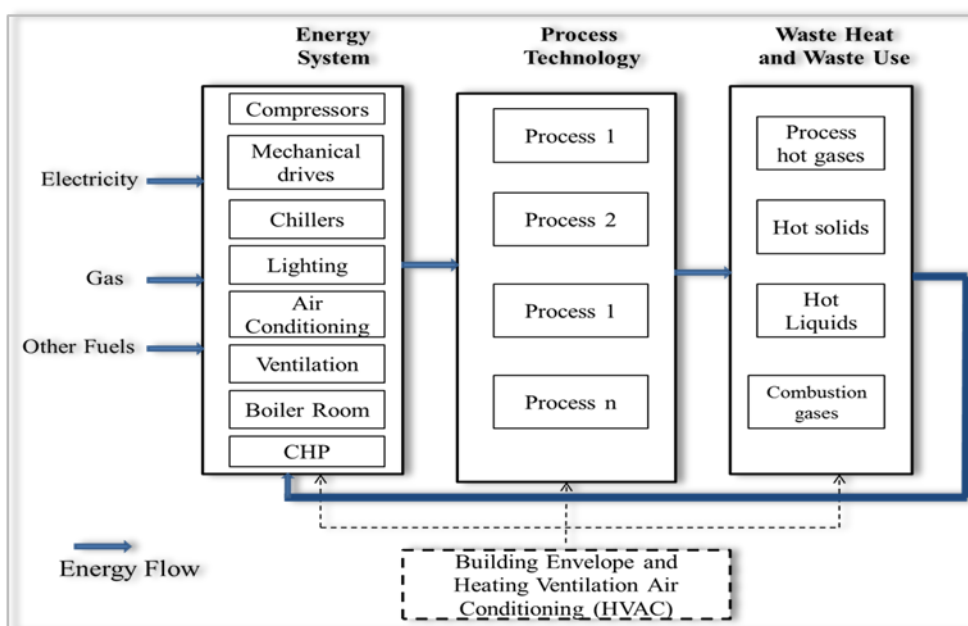 Energy
System
Process
Technology
Waste Heat
and Waste Use
Electricity
Gas
Other Fuels
Compressors
Mechanical
drives
Chillers
Lighting
Air
Conditioning
Ventilation
Boiler Room
CHP
Process 1
Process 2
Process 1
Process n
Process
hot gases
Hot solids
Hot
Liquids
Combustion
gases
Energy Flow
Building Envelope and
Heating Ventilation Air
Conditioning (HVAC)